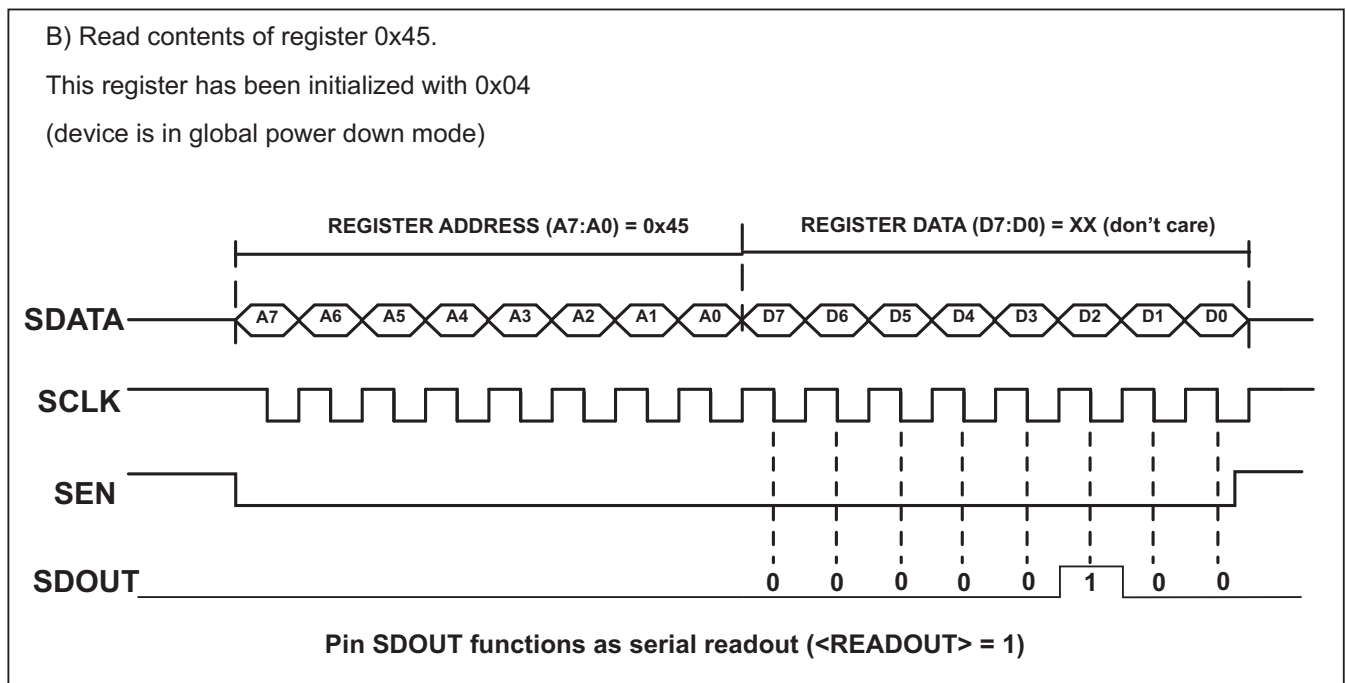 B) Read contents of register 0x45.
This register has been initialized with 0x04
(device is in global power down mode)
REGISTER ADDRESS (A7:A0) = 0x45 REGISTER DATA (D7:D0) = XX (don't care)
SDATA A7 A6 A5 A4 A3 A2 A1 A0 D7 D6 D5 D4 D3 D2 D1 D0
SCLK
SEN
SDOUT 0 0 0 0 0 1 0 0
Pin SDOUT functions as serial readout (<READOUT> = 1)